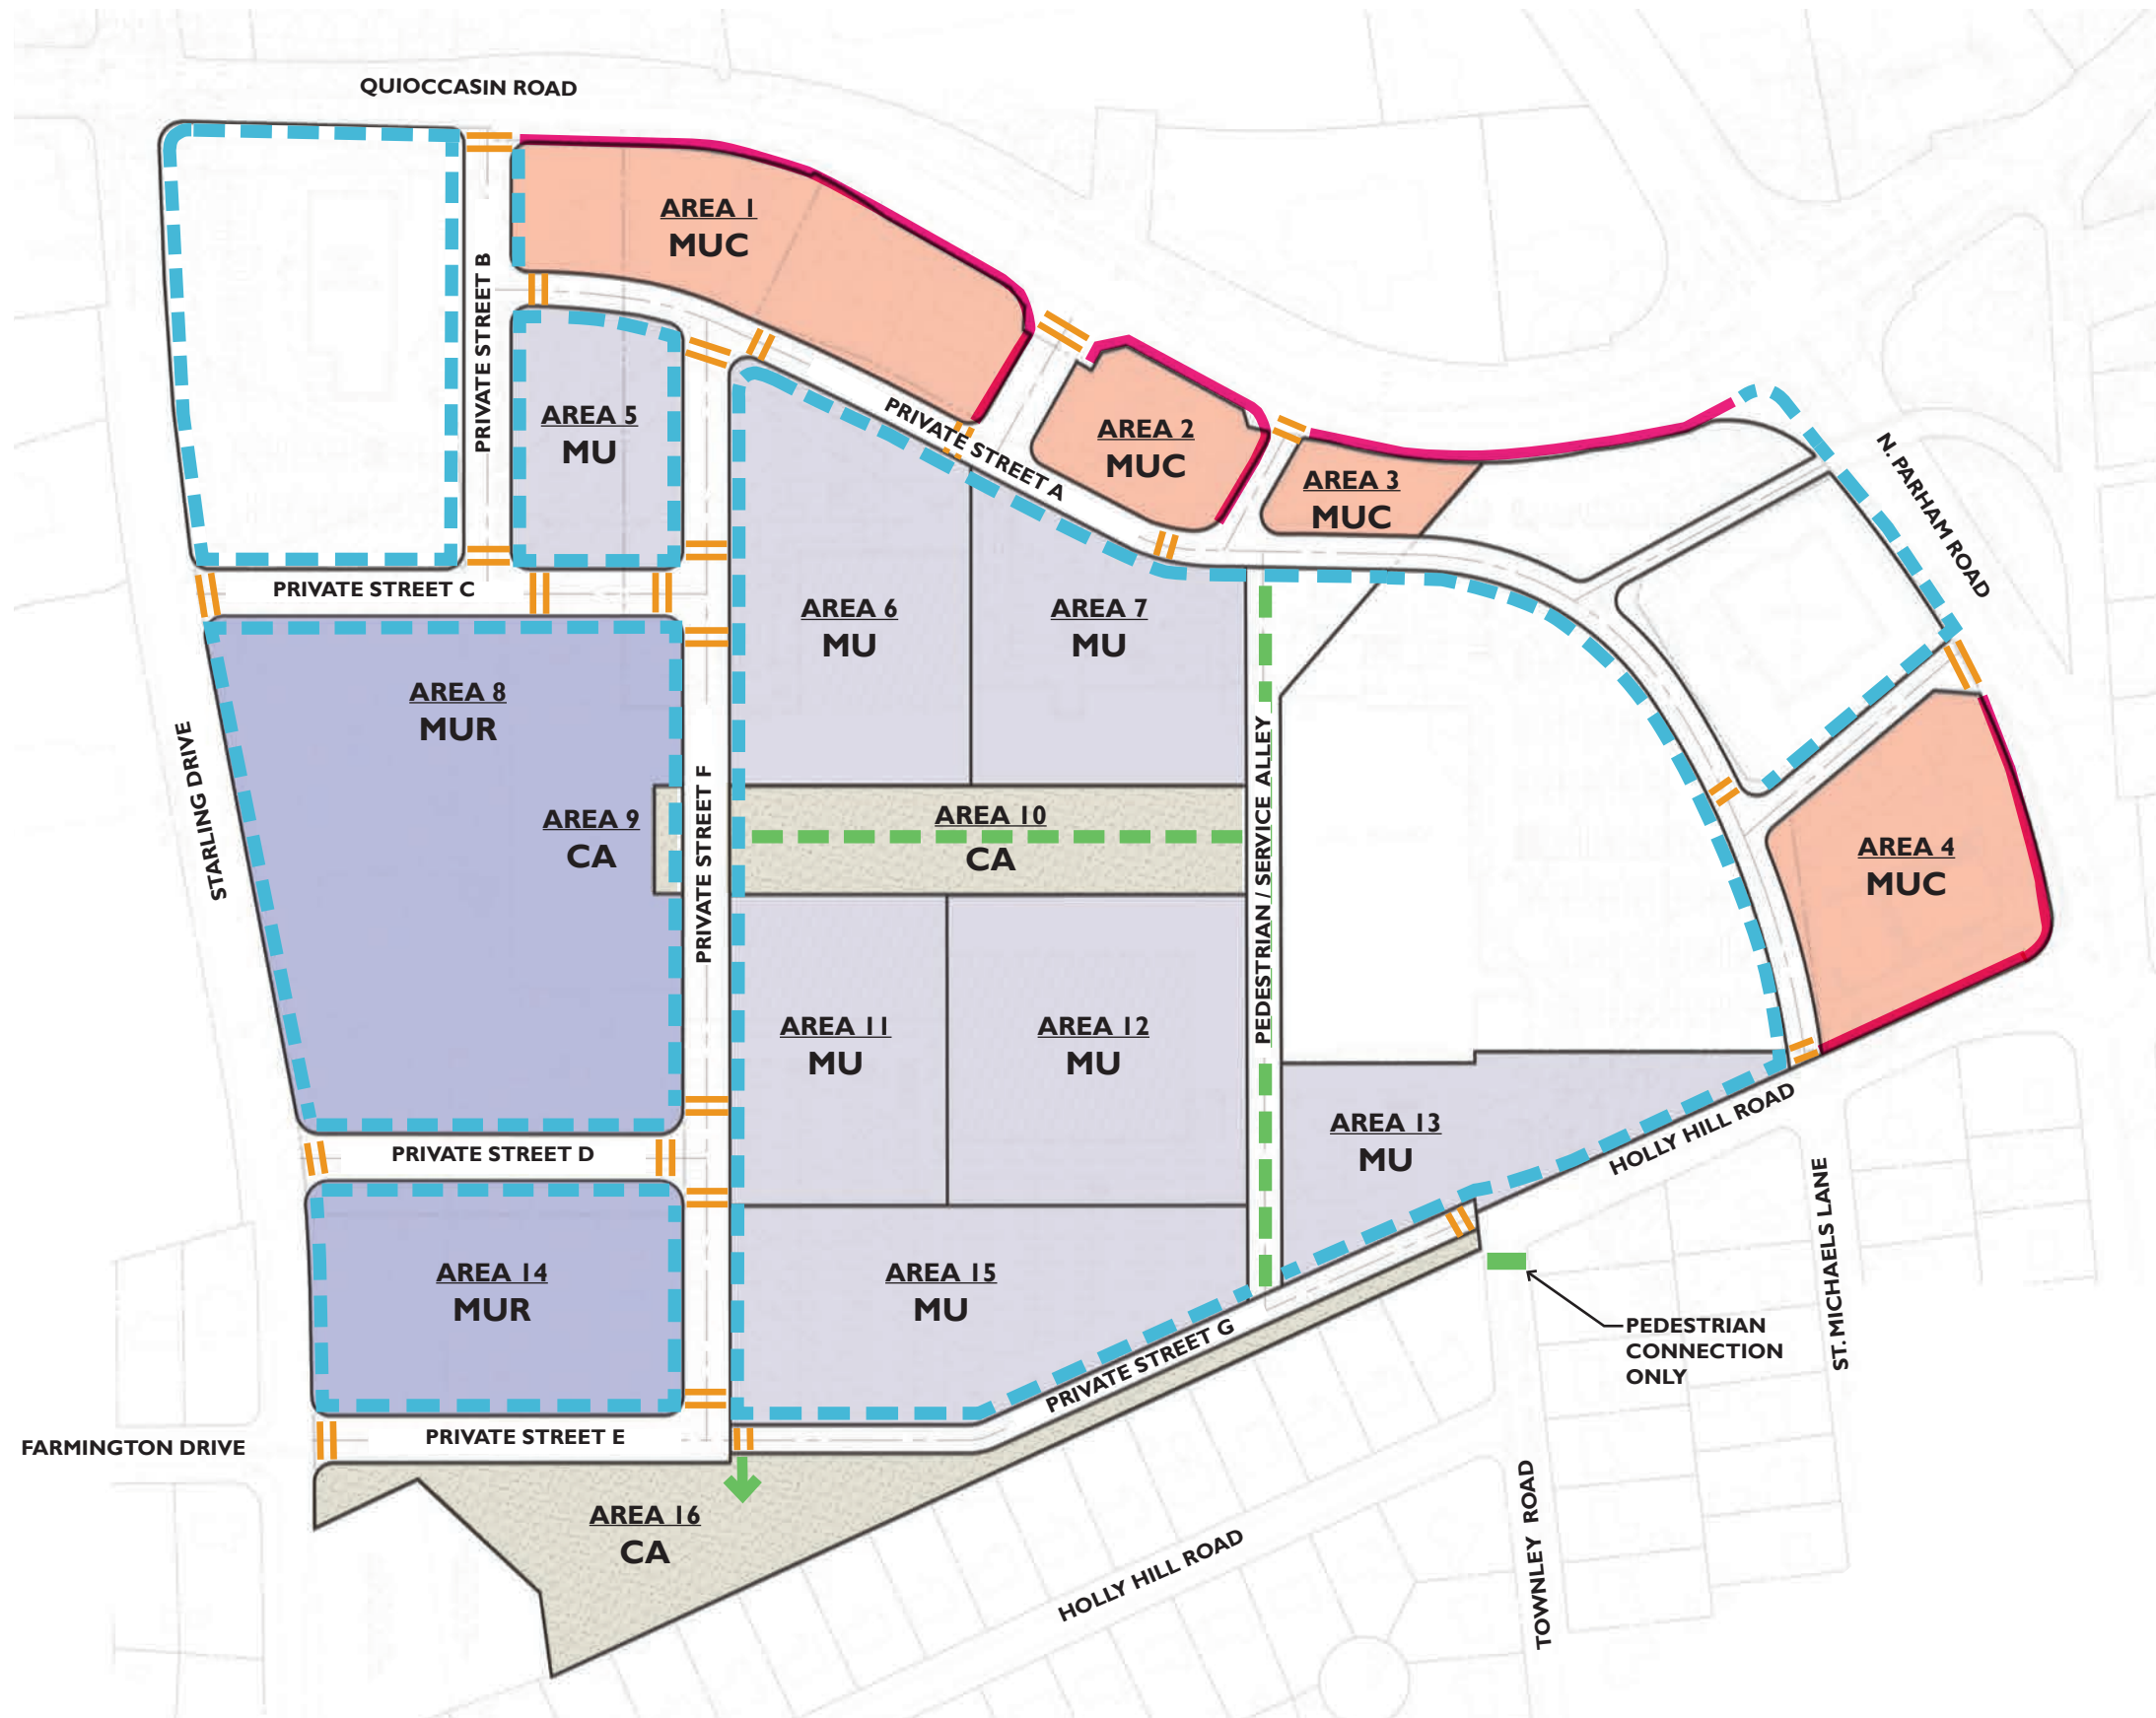 QUIOCCASIN ROAD
AREA 1
MUC
PRIVATE STREET B
AREA 5
MU
PRIVATE STREET A
AREA 2
MUC
AREA 3
MUC
N. PARHAM ROAD
PRIVATE STREET C
AREA 6
MU
AREA 7
MU
AREA 8
MUR
STARLING DRIVE
AREA 9
CA
PRIVATE STREET F
AREA 10
CA
PEDESTRIAN / SERVICE ALLEY
AREA 4
MUC
AREA 11
MU
AREA 12
MU
AREA 13
MU
HOLLY HILL ROAD
PRIVATE STREET D
ST. MICHAELS LANE
AREA 14
MUR
AREA 15
MU
PRIVATE STREET G
PEDESTRIAN
CONNECTION
ONLY
FARMINGTON DRIVE
PRIVATE STREET E
AREA 16
CA
HOLLY HILL ROAD
TOWNLEY ROAD